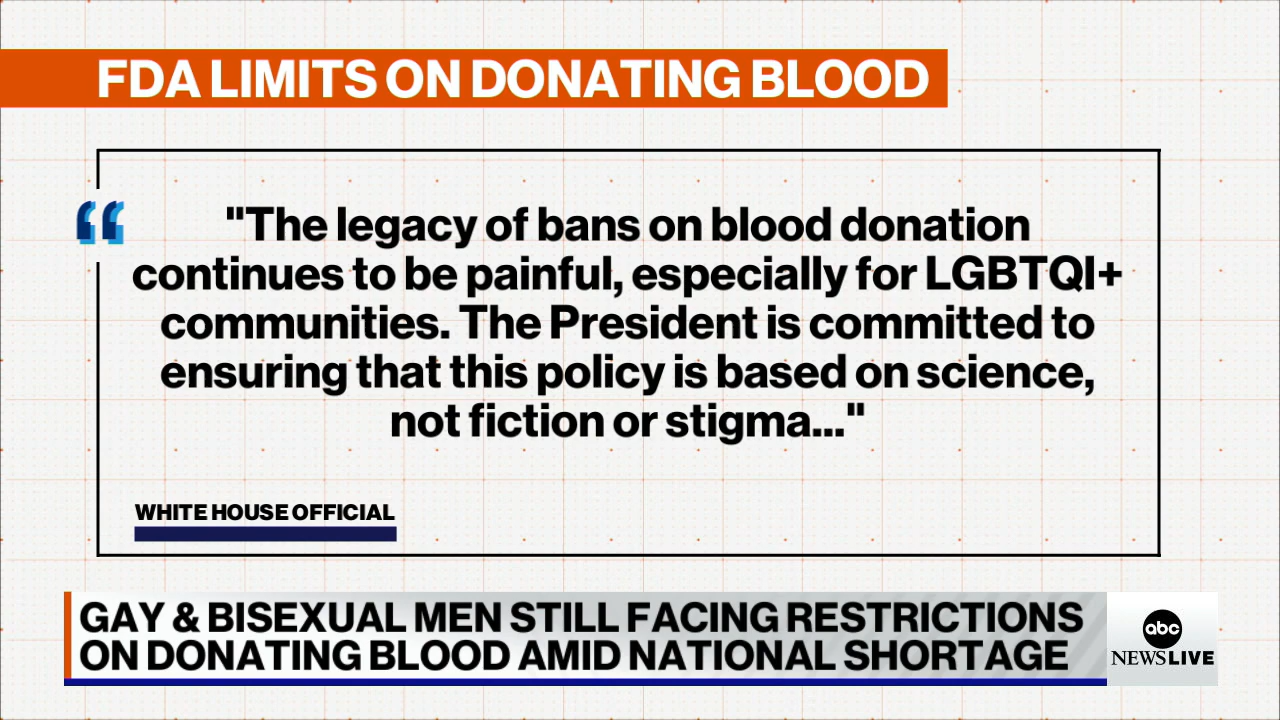 FDA LIMITS ON DONATING BLOOD
"The legacy of bans on blood donation
continues to be painful, especially for LGBTQI+
communities. The President is committed to
ensuring that this policy is based on science,
not fiction or stigma..."
WHITE HOUSE OFFICIAL
GAY & BISEXUAL MEN STILL FACING RESTRICTIONS
ON DONATING BLOOD AMID NATIONAL SHORTAGE
abc
NEWSLIVE